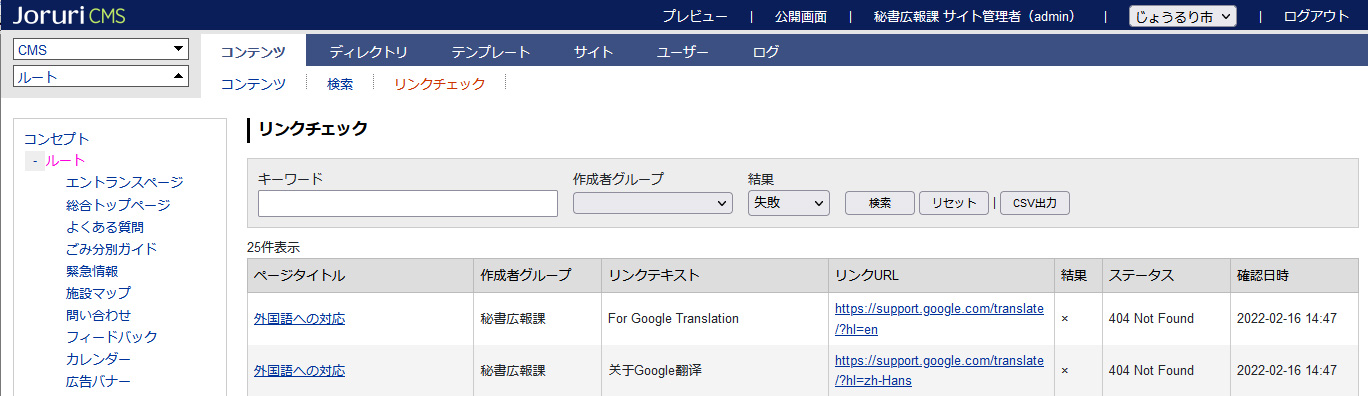 Joruri CMS
プレビュー | 公開画面 | 秘書広報課 サイト管理者（admin） | じょうるり市 | ログアウト
CMS
ルート
コンテンツ ディレクトリ テンプレート サイト ユーザー ログ
コンテンツ 検索 リンクチェック
コンセプト
- ルート
エントランスページ
総合トップページ
よくある質問
ごみ分別ガイド
緊急情報
施設マップ
問い合わせ
フィードバック
カレンダー
広告バナー
リンクチェック
キーワード 作成者グループ 結果
失敗 検索 リセット | CSV出力
25件表示
ページタイトル 作成者グループ リンクテキスト リンクURL 結果 ステータス 確認日時
外国語への対応 秘書広報課 For Google Translation https://support.google.com/translate
/?hl=en × 404 Not Found 2022-02-16 14:47
外国語への対応 秘書広報課 关于Google翻译 https://support.google.com/translate
/?hl=zh-Hans × 404 Not Found 2022-02-16 14:47